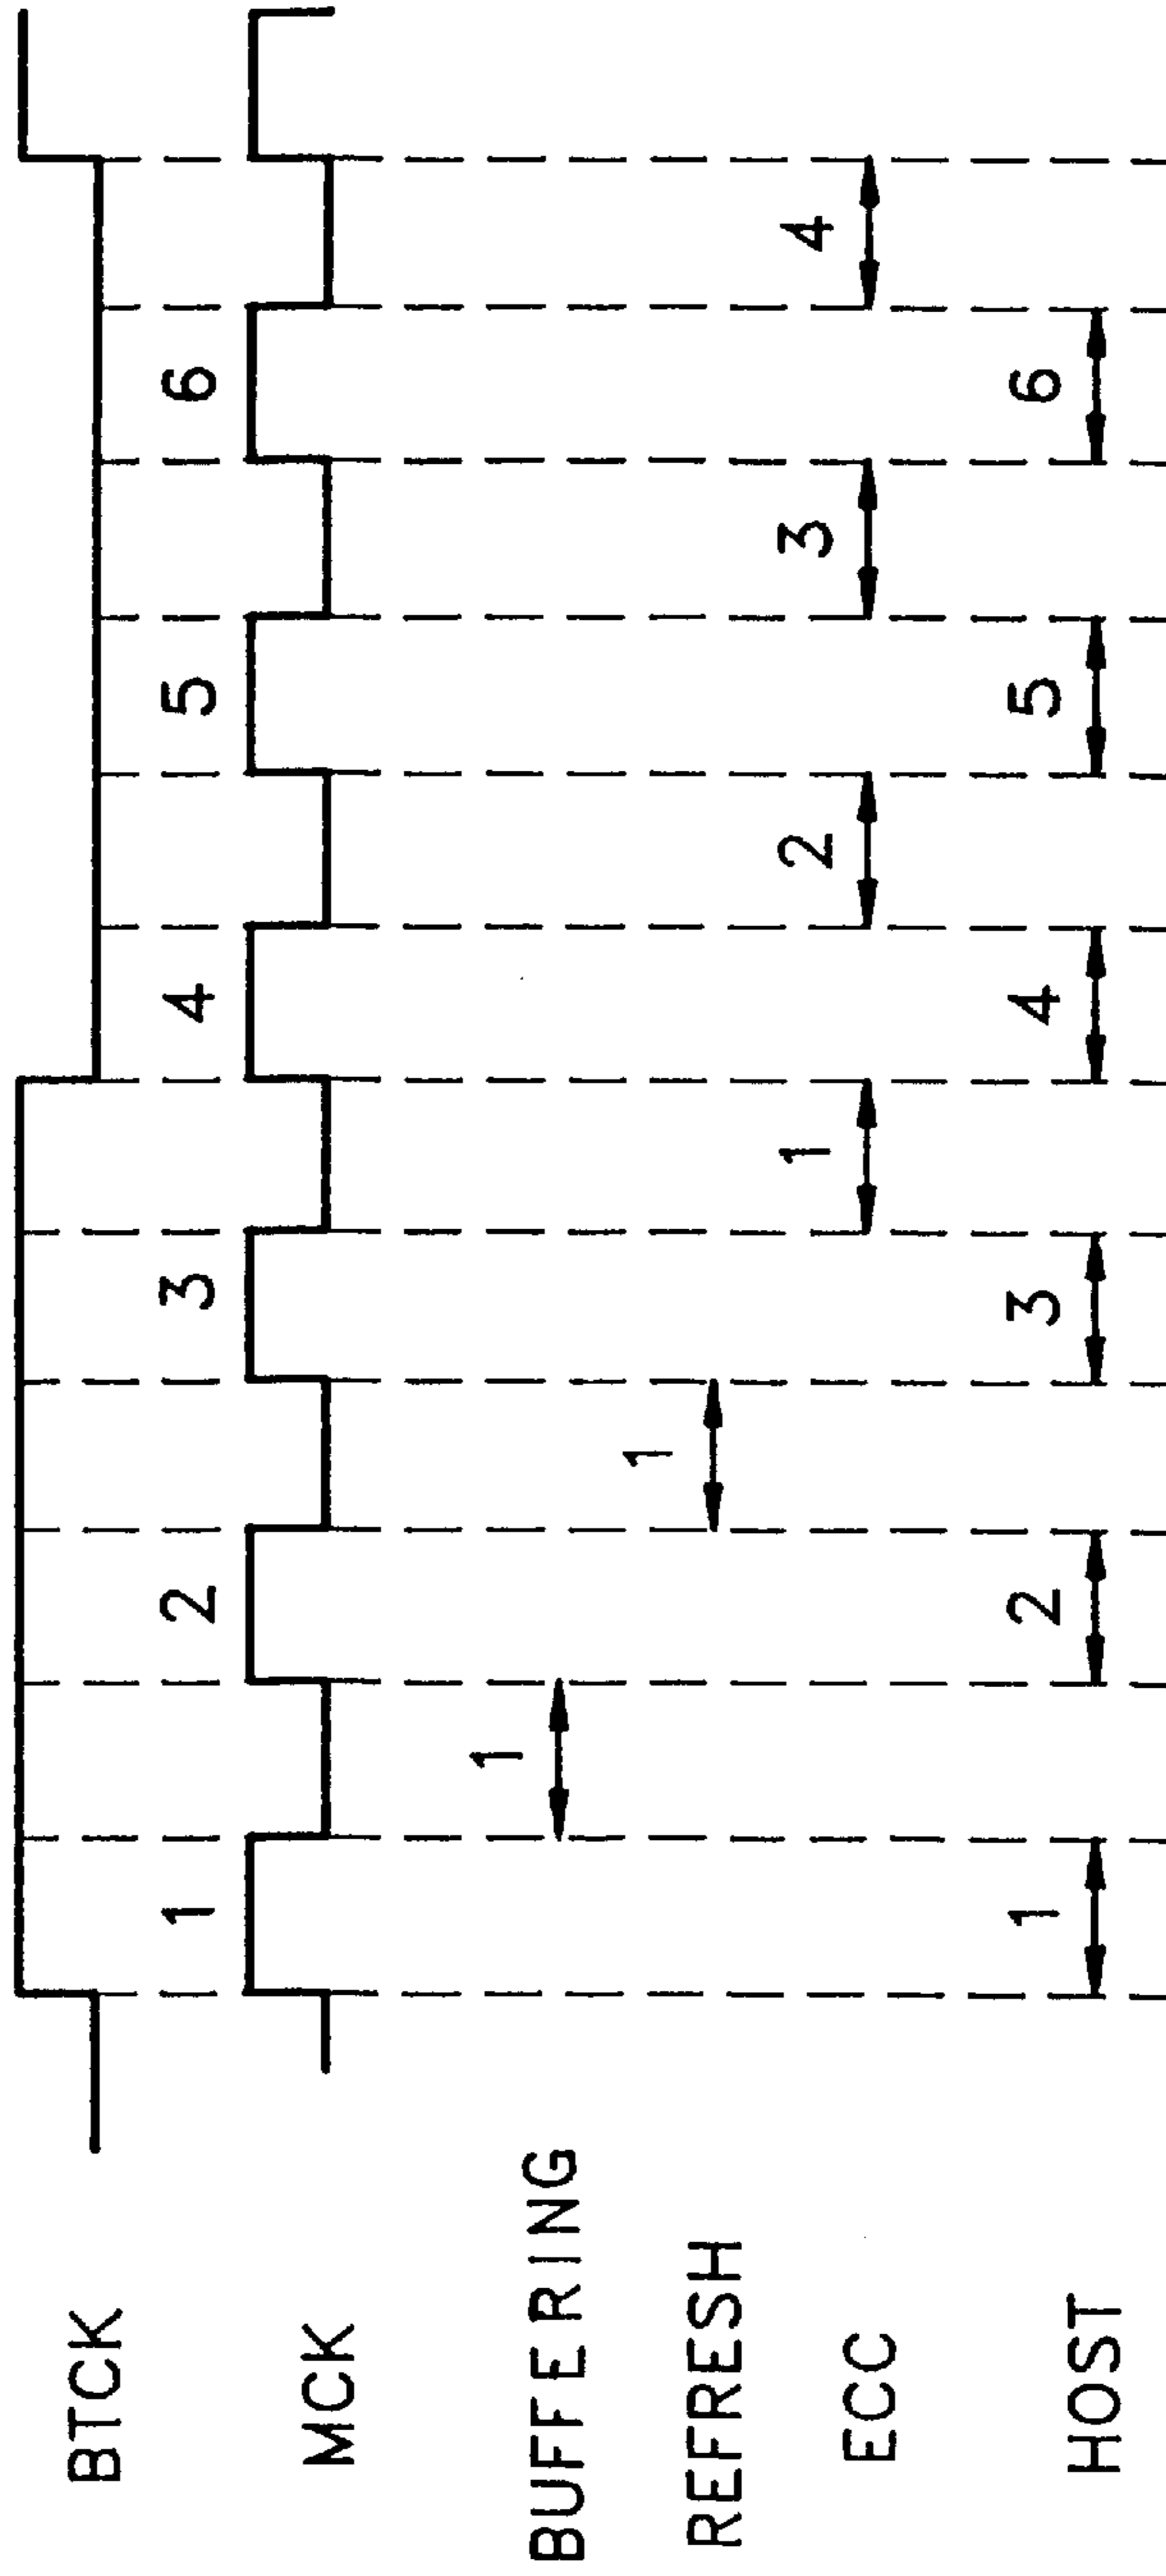 BTCK
1 2 3 4 5 6
MCK
BUFFERING 1
REFRESH 1
ECC 1 2 3 4
HOST 1 2 3 4 5 6